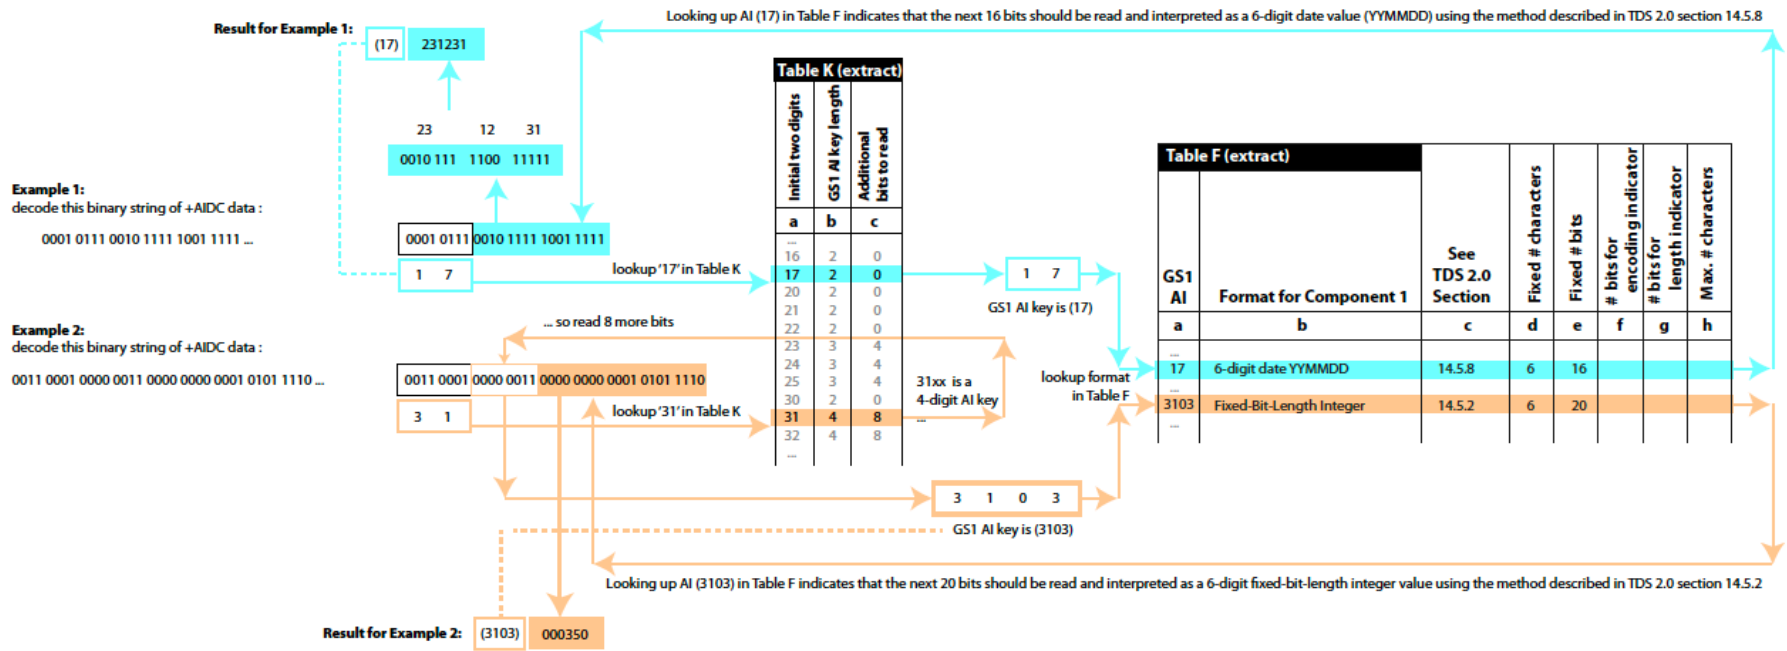 Looking up AI (17) in Table F indicates that the next 16 bits should be read and interpreted as a 6-digit date value (YYMMDD) using the method described in TDS 2.0 section 14.5.8
Result for Example 1:
(17) 231231
23 12 31
0010 111 1100 11111
Example 1:
decode this binary string of +AIDC data :
0001 0111 0010 1111 1001 1111 ...
0001 0111 0010 1111 1001 1111
1 7
lookup '17' in Table K
Example 2:
decode this binary string of +AIDC data :
0011 0001 0000 0011 0000 0000 0001 0101 1110 ...
... so read 8 more bits
0011 0001 0000 0011 0000 0000 0001 0101 1110
3 1
lookup '31' in Table K
Table K (extract)
Initial two digits
GS1 AI key length
Additional
bits to read
a b c
...
16 2 0
17 2 0
20 2 0
21 2 0
22 2 0
23 3 4
24 3 4
25 3 4
30 2 0
31 4 8
32 4 8
...
31xx is a
4-digit AI key
...
1 7
GS1 AI key is (17)
lookup format
in Table F
3 1 0 3
GS1 AI key is (3103)
Table F (extract)
GS1
AI
Format for Component 1
See
TDS 2.0
Section
Fixed # characters
Fixed # bits
# bits for
encoding indicator
# bits for
length indicator
Max. # characters
a b c d e f g h
...
17 6-digit date YYMMDD 14.5.8 6 16
...
3103 Fixed-Bit-Length Integer 14.5.2 6 20
...
Looking up AI (3103) in Table F indicates that the next 20 bits should be read and interpreted as a 6-digit fixed-bit-length integer value using the method described in TDS 2.0 section 14.5.2
Result for Example 2:
(3103) 000350